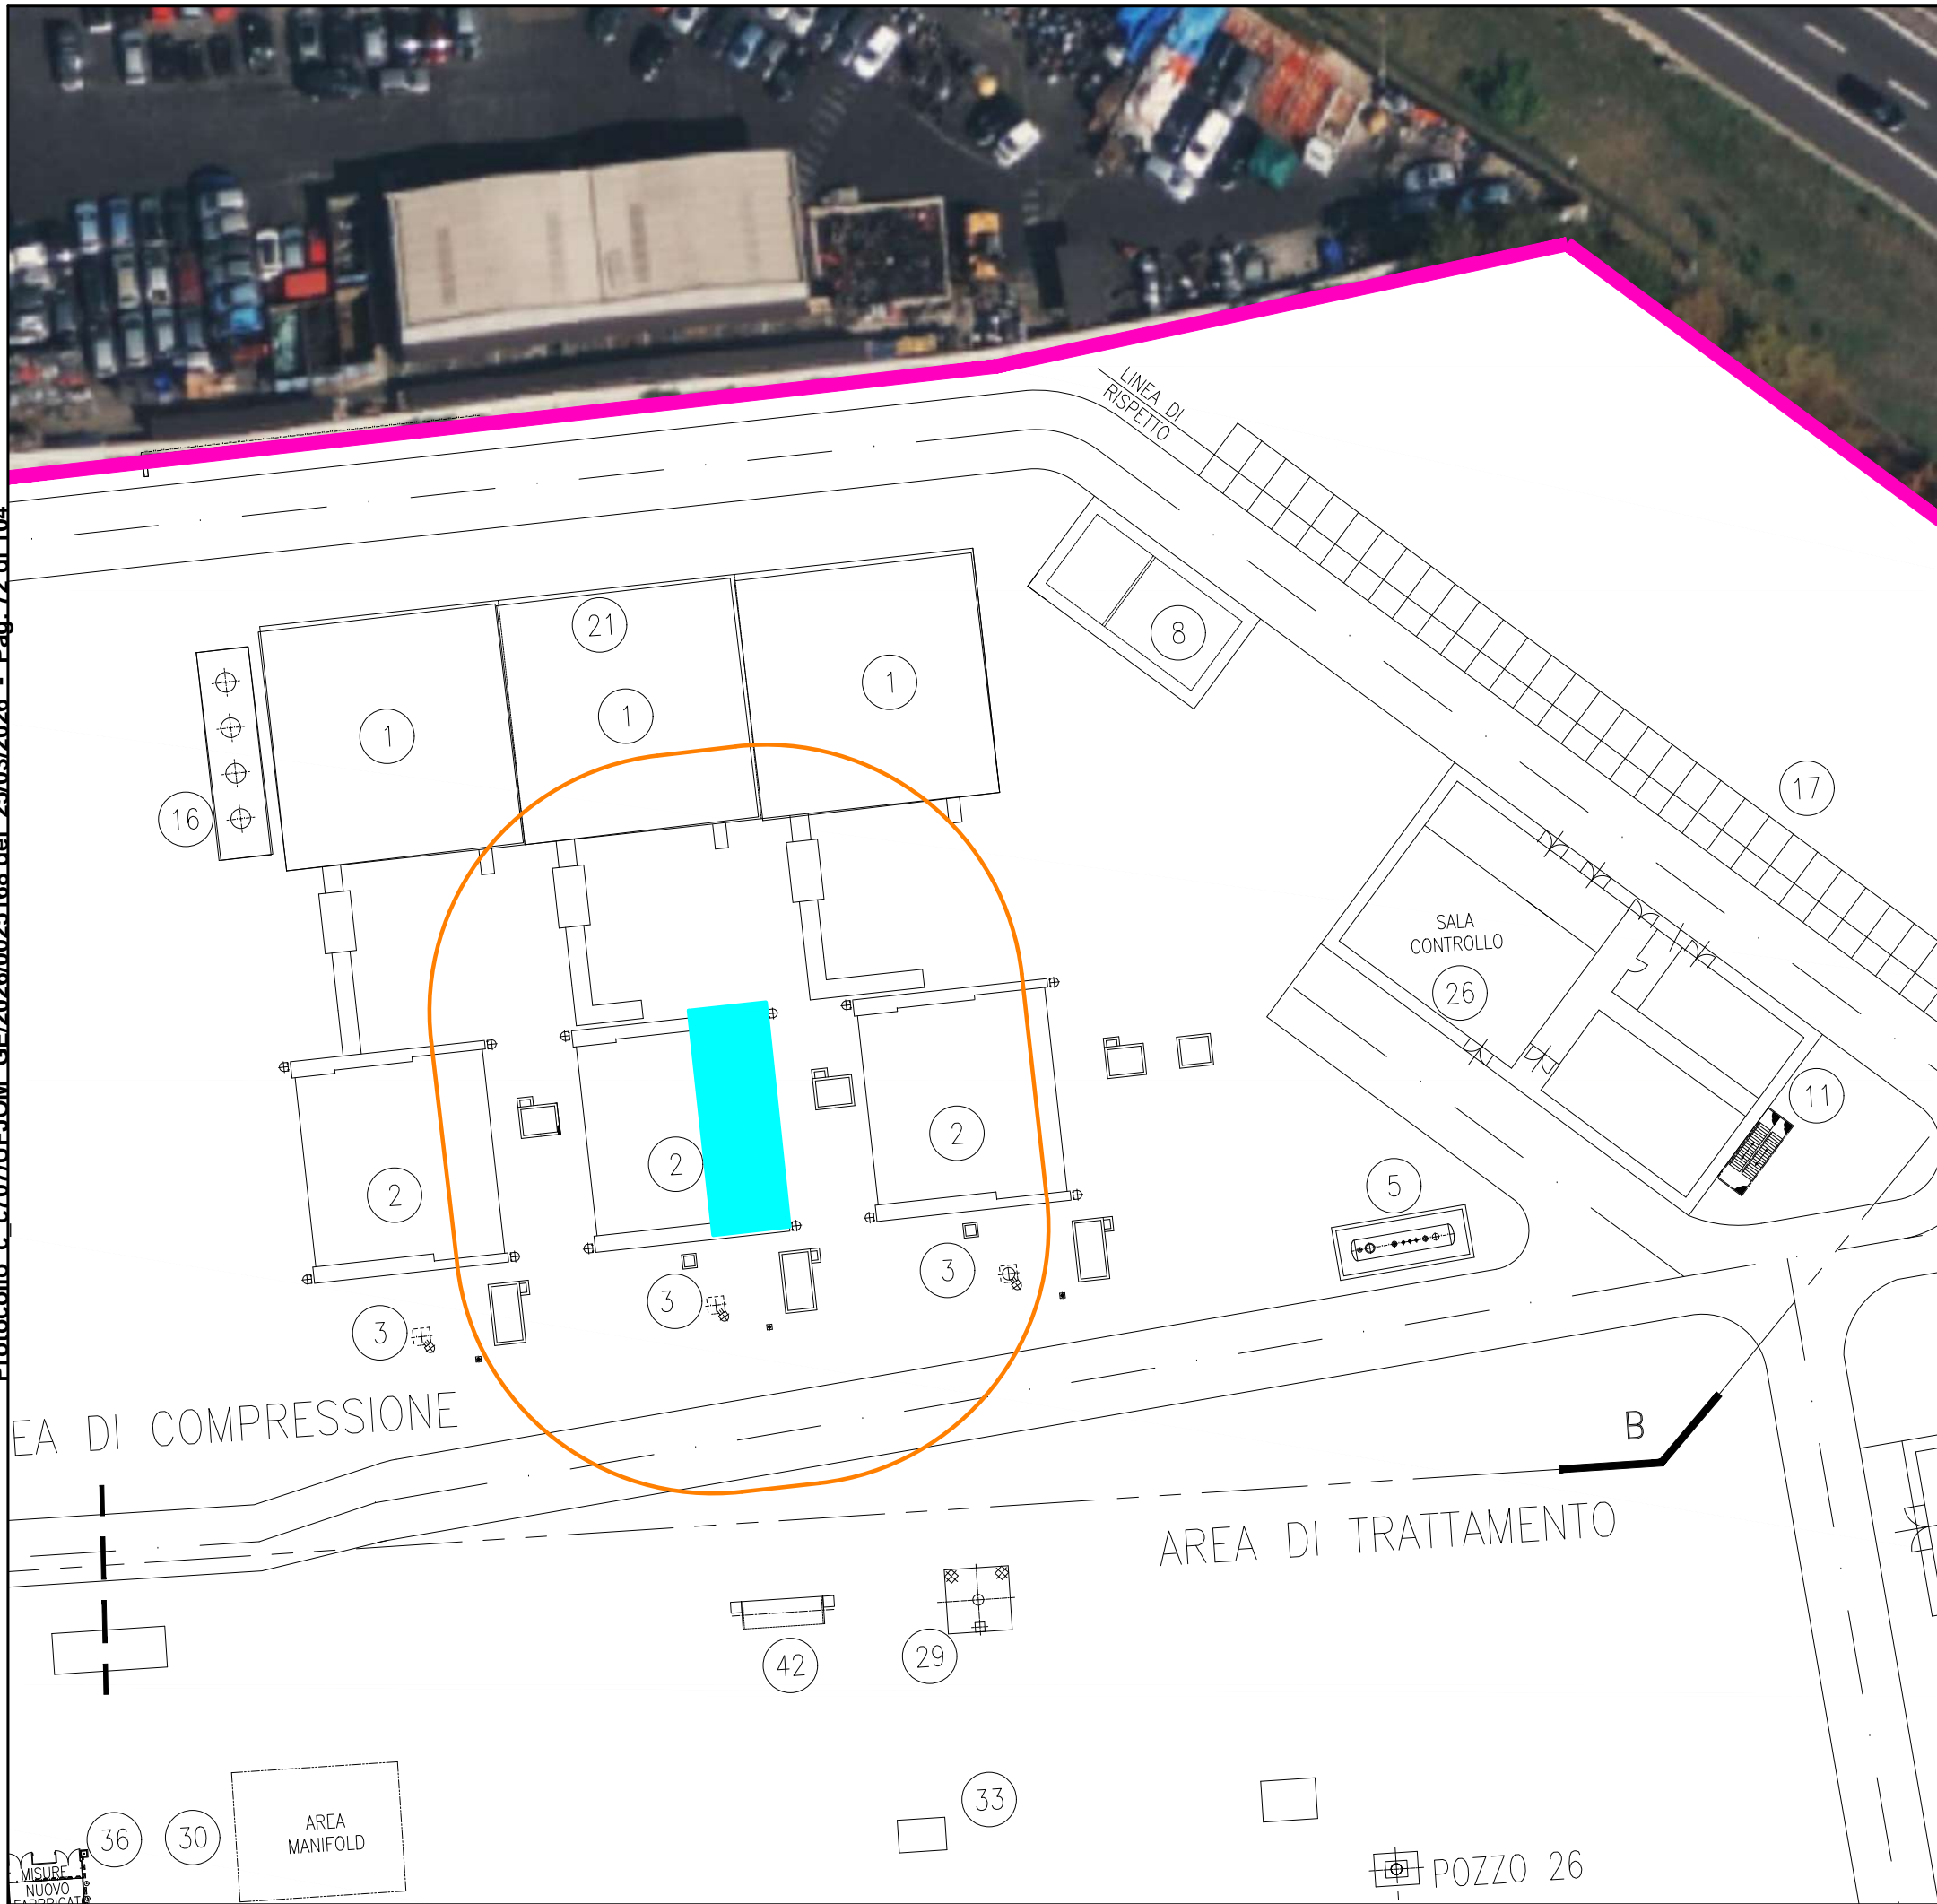 LINEA DI
RISPETTO
21
8
1
1
1
17
16
SALA
CONTROLLO
26
11
2
2
2
5
3
3
3
EA DI COMPRESSIONE
B
AREA DI TRATTAMENTO
42
29
33
36
30
AREA
MANIFOLD
MISURE
NUOVO
POZZO 26